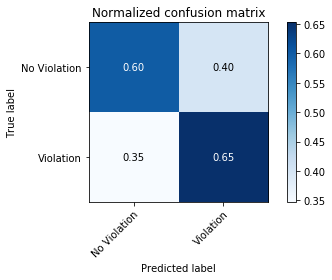 Normalized confusion matrix
True label
No Violation
Violation
0.60
0.40
0.35
0.65
No Violation
Violation
Predicted label
0.65
0.60
0.55
0.50
0.45
0.40
0.35